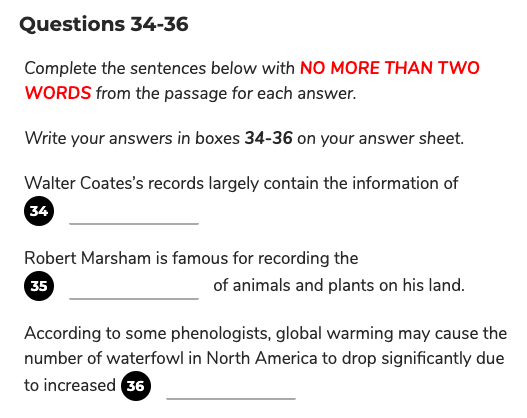 Questions 34-36
Complete the sentences below with NO MORE THAN TWO
WORDS from the passage for each answer.
Write your answers in boxes 34-36 on your answer sheet.
Walter Coates's records largely contain the information of
34
Robert Marsham is famous for recording the
35 of animals and plants on his land.
According to some phenologists, global warming may cause the
number of waterfowl in North America to drop significantly due
to increased 36